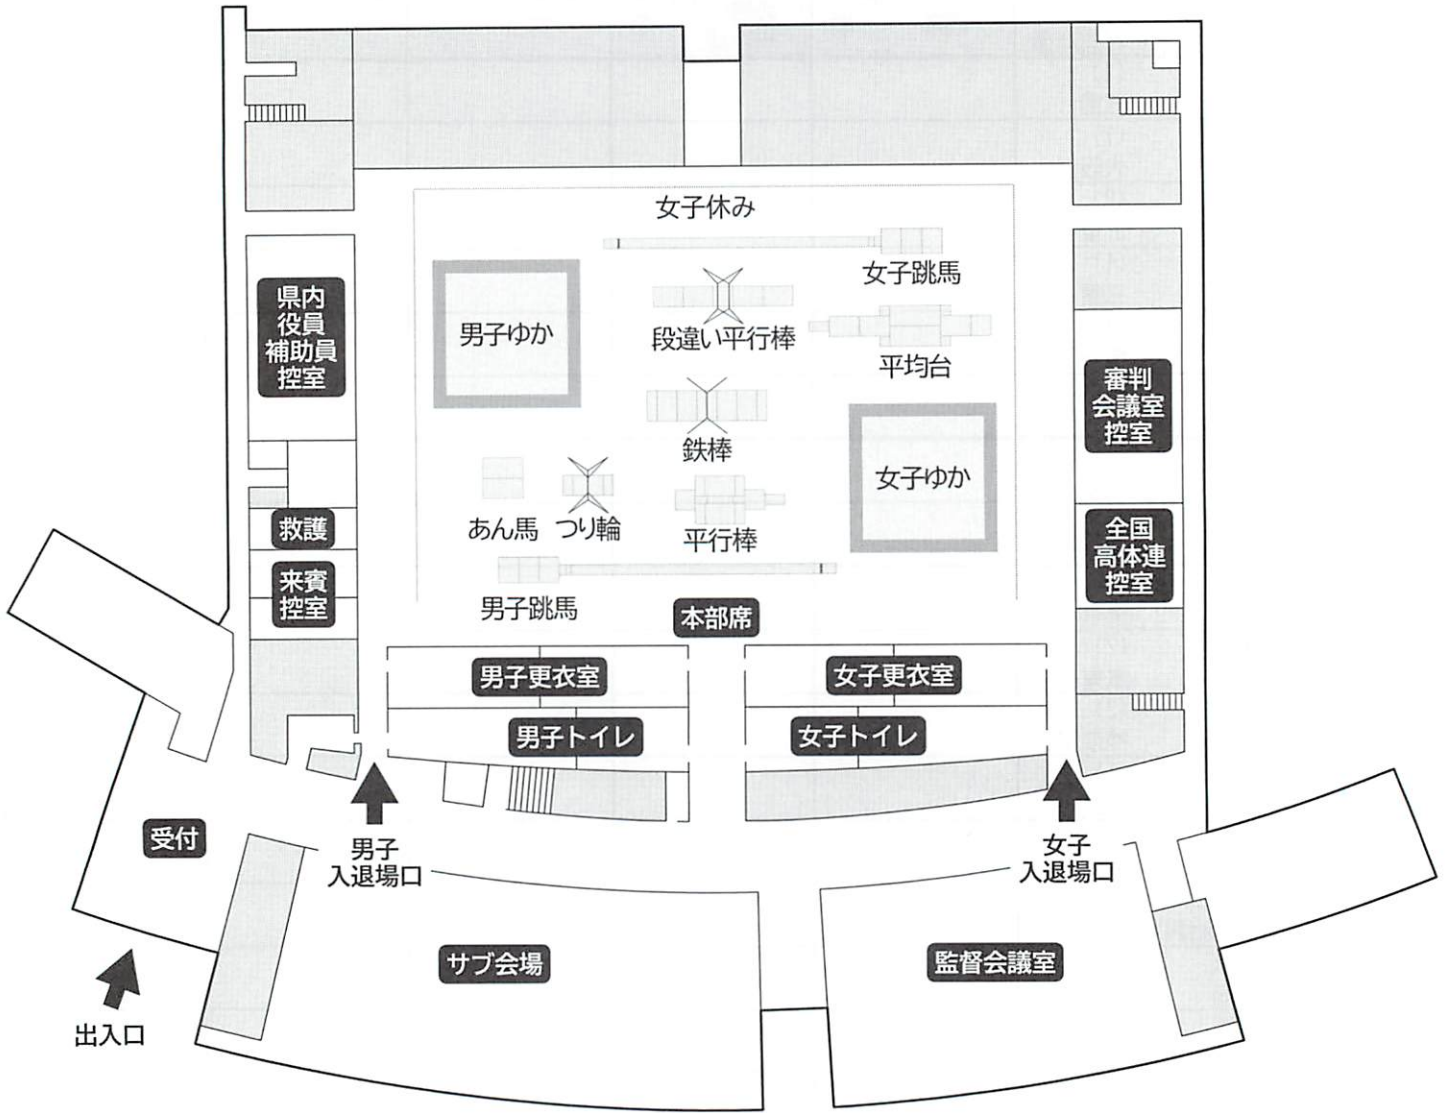 女子休み
女子跳馬
県内
役員
補助員
控室
男子ゆか
段違い平行棒
平均台
審判
会議室
控室
鉄棒
女子ゆか
あん馬
つり輪
平行棒
救護
全国
高体連
控室
来賓
控室
男子跳馬
本部席
男子更衣室
女子更衣室
男子トイレ
女子トイレ
受付
男子
入退場口
女子
入退場口
サブ会場
監督会議室
出入口